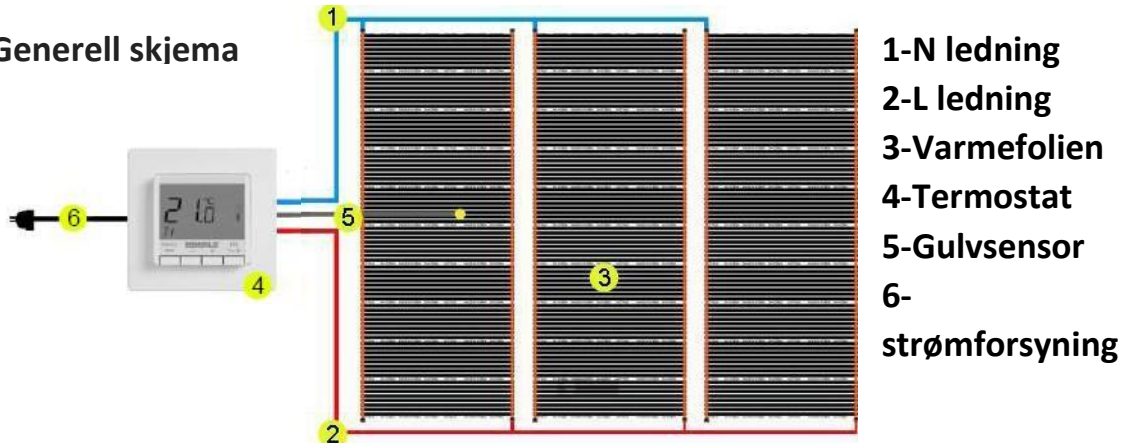 Generell skjema
1
2
3
4
5
6
21.0
°C
EBERLE
1-N ledning
2-L ledning
3-Varmefolien
4-Termostat
5-Gulvsensor
6-
strømforsyning